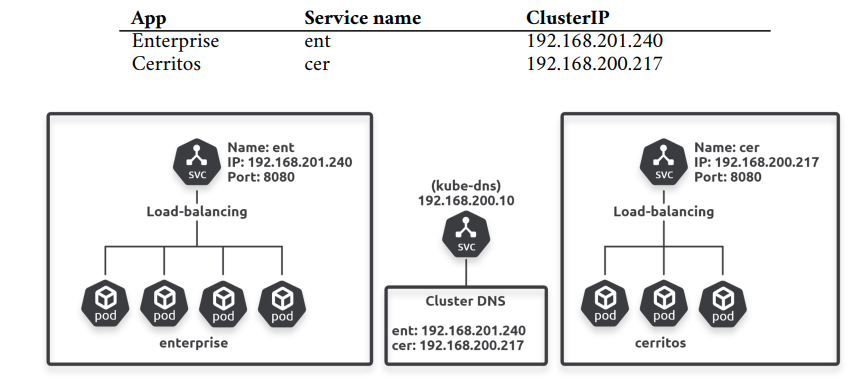 App Service name ClusterIP
Enterprise ent 192.168.201.240
Cerritos cer 192.168.200.217
Name: ent
IP: 192.168.201.240
Port: 8080
svc
Load-balancing
pod pod pod pod
enterprise
(kube-dns)
192.168.200.10
svc
Cluster DNS
ent: 192.168.201.240
cer: 192.168.200.217
Name: cer
IP: 192.168.200.217
Port: 8080
svc
Load-balancing
pod pod pod
cerritos